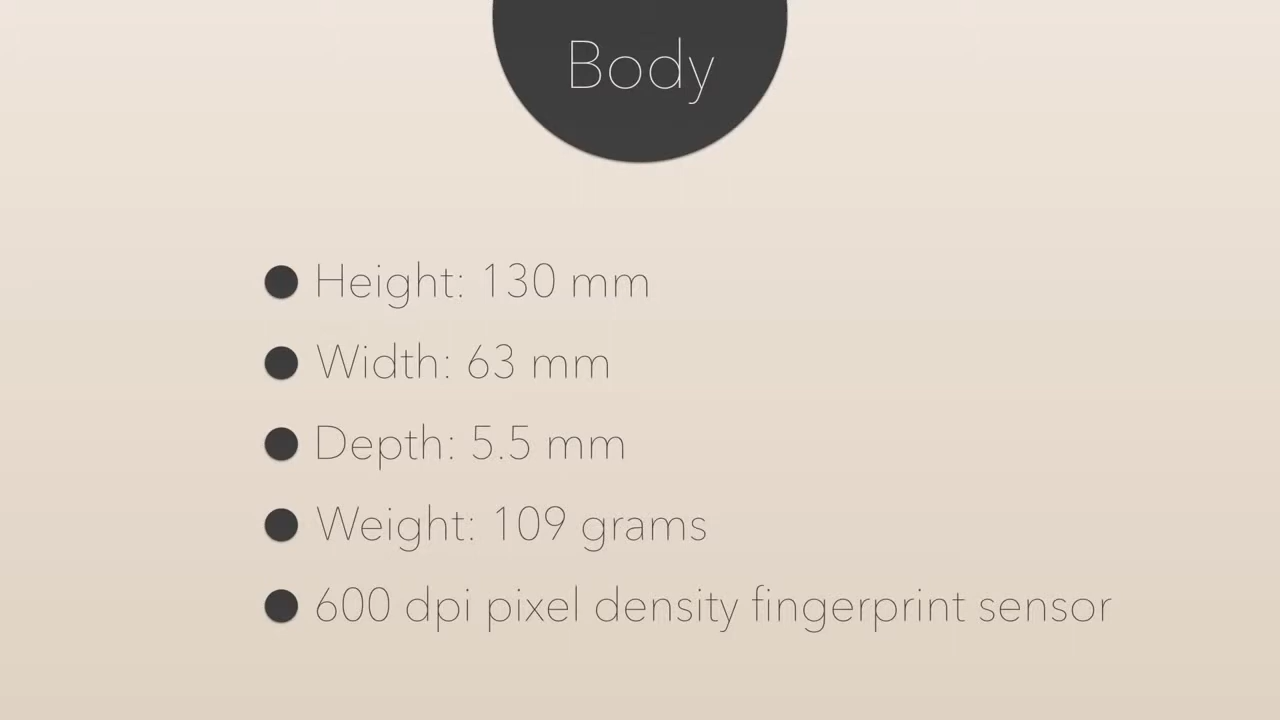 Body
Height: 130 mm
Width: 63 mm
Depth: 5.5 mm
Weight: 109 grams
600 dpi pixel density fingerprint sensor